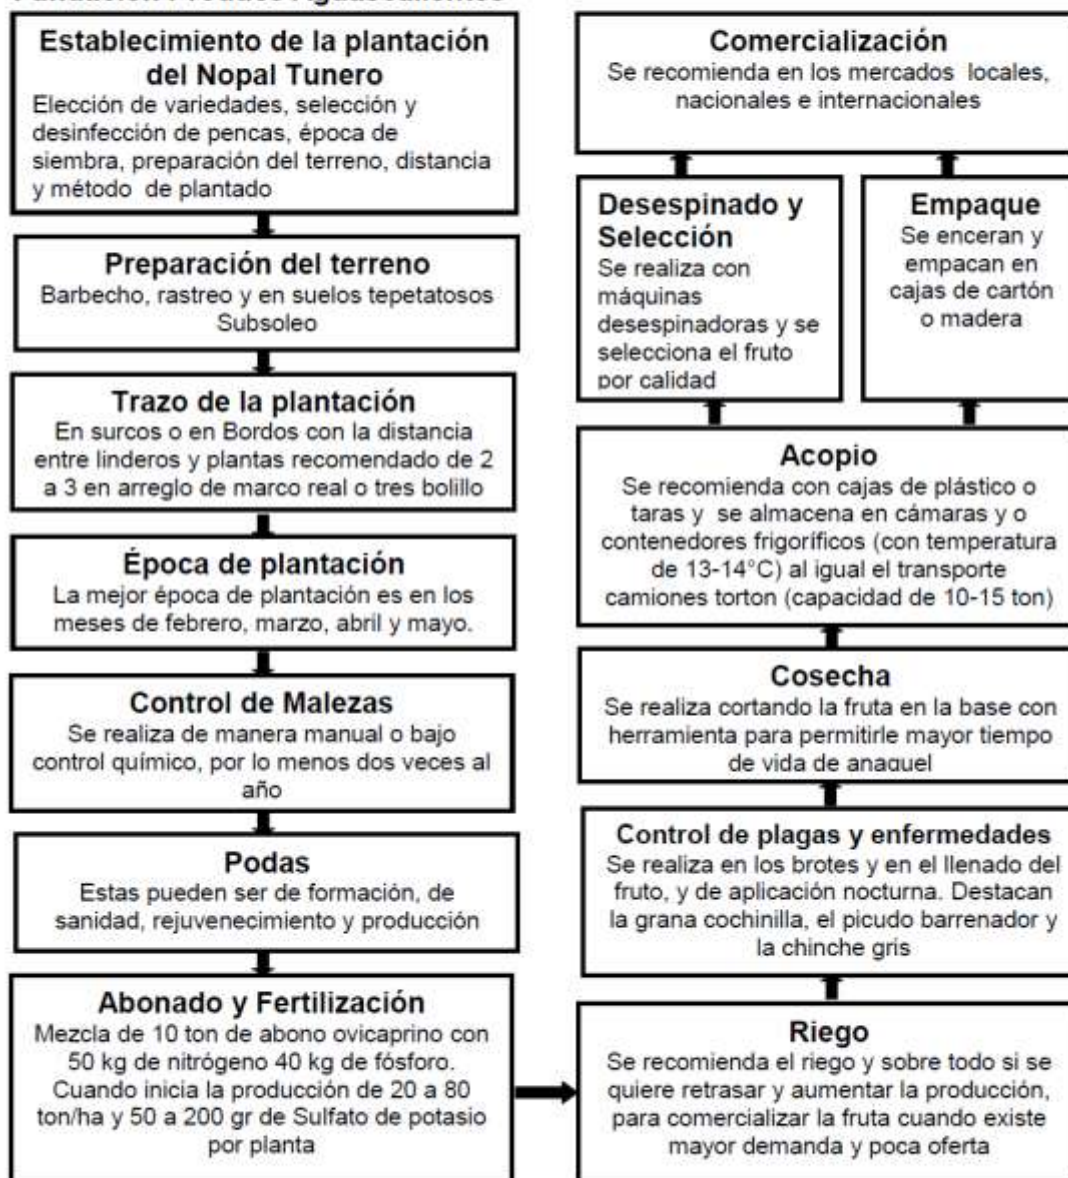 Establecimiento de la plantación
del Nopal Tunero
Elección de variedades, selección y
desinfección de pencas, época de
siembra, preparación del terreno, distancia
y método de plantado
Preparación del terreno
Barbecho, rastreo y en suelos tepetatosos
Subsoleo
Trazo de la plantación
En surcos o en Bordos con la distancia
entre linderos y plantas recomendado de 2
a 3 en arreglo de marco real o tres bolillo
Época de plantación
La mejor época de plantación es en los
meses de febrero, marzo, abril y mayo.
Control de Malezas
Se realiza de manera manual o bajo
control químico, por lo menos dos veces al
año
Podas
Estas pueden ser de formación, de
sanidad, rejuvenecimiento y producción
Abonado y Fertilización
Mezcla de 10 ton de abono ovicaprino con
50 kg de nitrógeno 40 kg de fósforo.
Cuando inicia la producción de 20 a 80
ton/ha y 50 a 200 gr de Sulfato de potasio
por planta
Riego
Se recomienda el riego y sobre todo si se
quiere retrasar y aumentar la producción,
para comercializar la fruta cuando existe
mayor demanda y poca oferta
Control de plagas y enfermedades
Se realiza en los brotes y en el llenado del
fruto, y de aplicación nocturna. Destacan
la grana cochinilla, el picudo barrenador y
la chinche gris
Cosecha
Se realiza cortando la fruta en la base con
herramienta para permitirle mayor tiempo
de vida de anaquel
Acopio
Se recomienda con cajas de plástico o
taras y se almacena en cámaras y o
contenedores frigoríficos (con temperatura
de 13-14°C) al igual el transporte
camiones torton (capacidad de 10-15 ton)
Desespinado y
Selección
Se realiza con
máquinas
desespinadoras y se
selecciona el fruto
por calidad
Empaque
Se enceran y
empacan en
cajas de cartón
o madera
Comercialización
Se recomienda en los mercados locales,
nacionales e internacionales